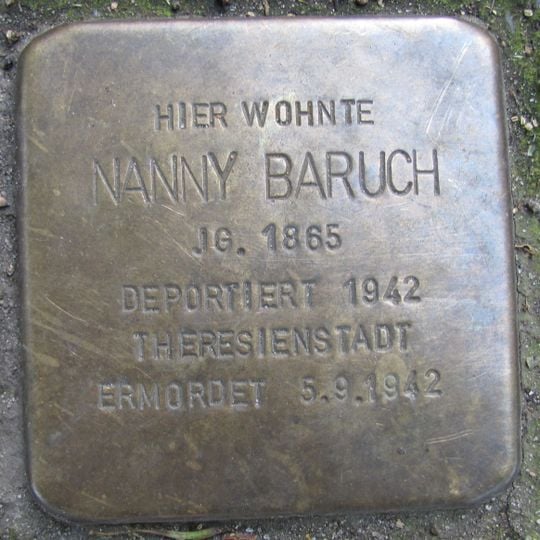 HIER WOHNTE
NANNY BARUCH
JG. 1865
DEPORTIERT 1942
THERESIENSTADT
ERMORDET 5.9.1942